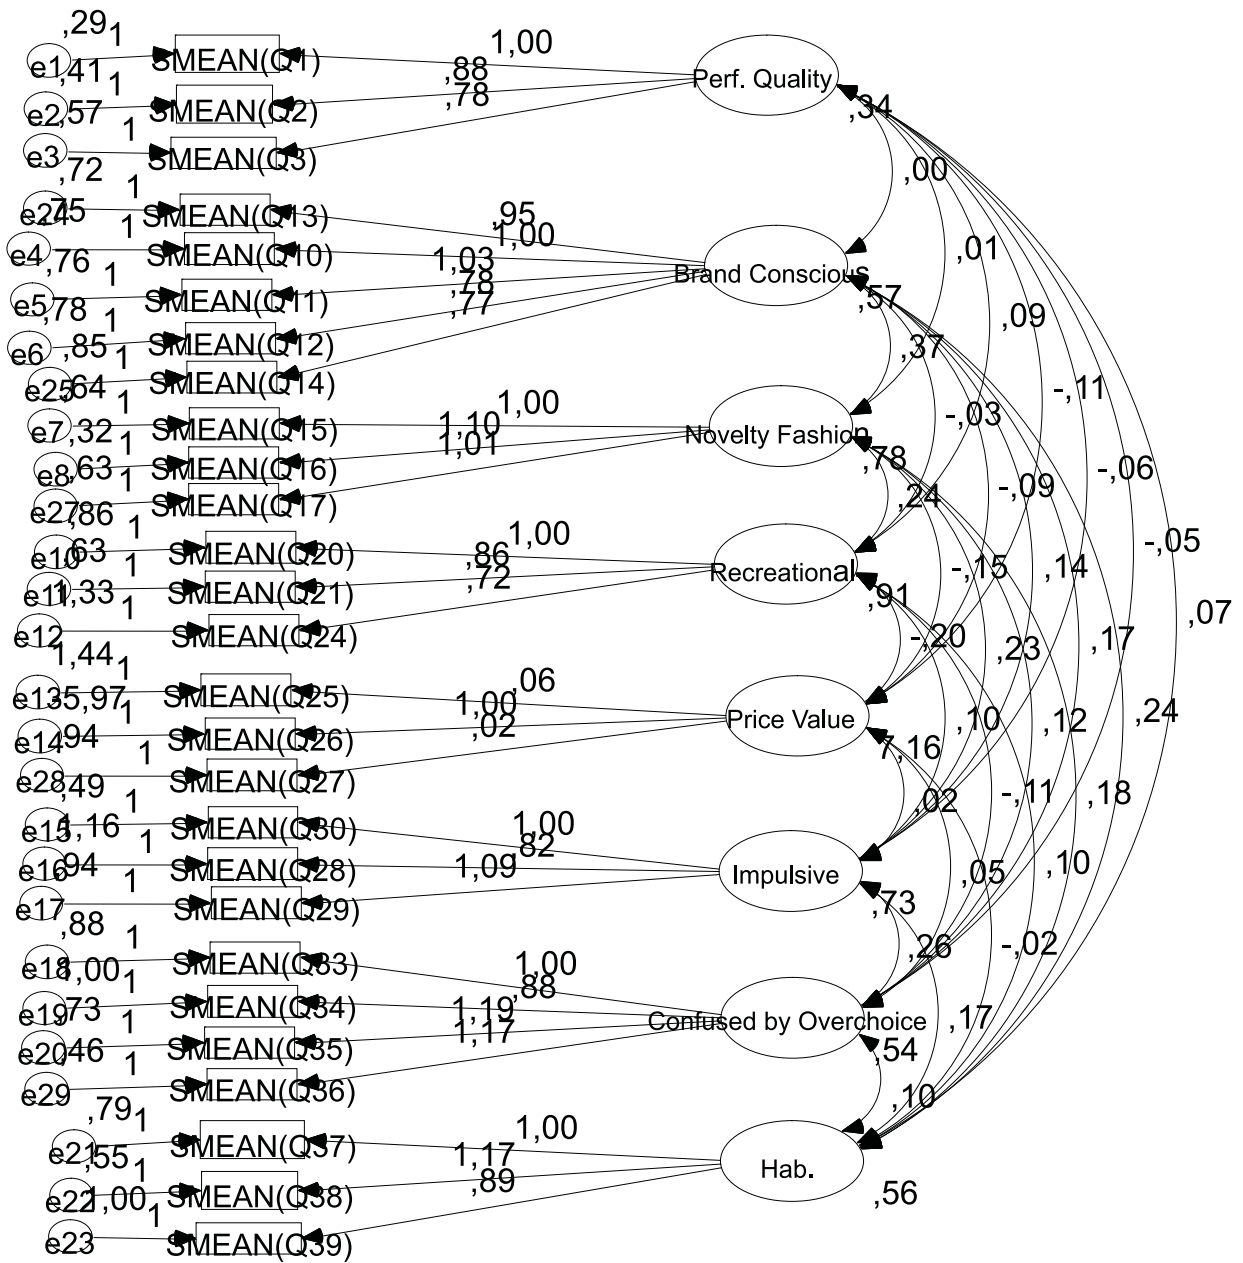 ,29 1
e1 SMEAN(Q1) 1,00 Perf. Quality ,34
,41 1
e2 SMEAN(Q2) ,88
,57 1
e3 SMEAN(Q3) ,78
,00
,72 1
e24 SMEAN(Q13) ,95
,75 1
e4 SMEAN(Q10) 1,00 Brand Conscious ,57
,01
,76 1
e5 SMEAN(Q11) 1,03
,09
,78 1
e6 SMEAN(Q12) ,78
,37
,85 1
e25 SMEAN(Q14) ,77
-,11
,64 1
e7 SMEAN(Q15) 1,00 Novelty Fashion ,78
-,03
,32 1
e8 SMEAN(Q16) 1,10
-,06
,63 1
e27 SMEAN(Q17) 1,01
,24 -,09
,86 1
e10 SMEAN(Q20) 1,00 Recreational ,91
-,05
,63 1
e11 SMEAN(Q21) ,86
-,15 ,14
1,33 1
e12 SMEAN(Q24) ,72
-,20 ,23 ,17 ,07
1,44 1
e13 SMEAN(Q25) ,06 Price Value 7,16
5,97 1
e14 SMEAN(Q26) 1,00
,10 ,12 ,24
,94 1
e28 SMEAN(Q27) ,02
,02 -,11 ,18
,49 1
e15 SMEAN(Q30) 1,00 Impulsive ,73
1,16 1
e16 SMEAN(Q28) ,82
,05 ,10
,94 1
e17 SMEAN(Q29) 1,09
,26 -,02
,88 1
e18 SMEAN(Q33) 1,00 Confused by Overchoice ,54
1,00 1
e19 SMEAN(Q34) ,88
,17
,73 1
e20 SMEAN(Q35) 1,19
,46 1
e29 SMEAN(Q36) 1,17
,10
,79 1
e21 SMEAN(Q37) 1,00 Hab. ,56
,55 1
e22 SMEAN(Q38) 1,17
1,00 1
e23 SMEAN(Q39) ,89